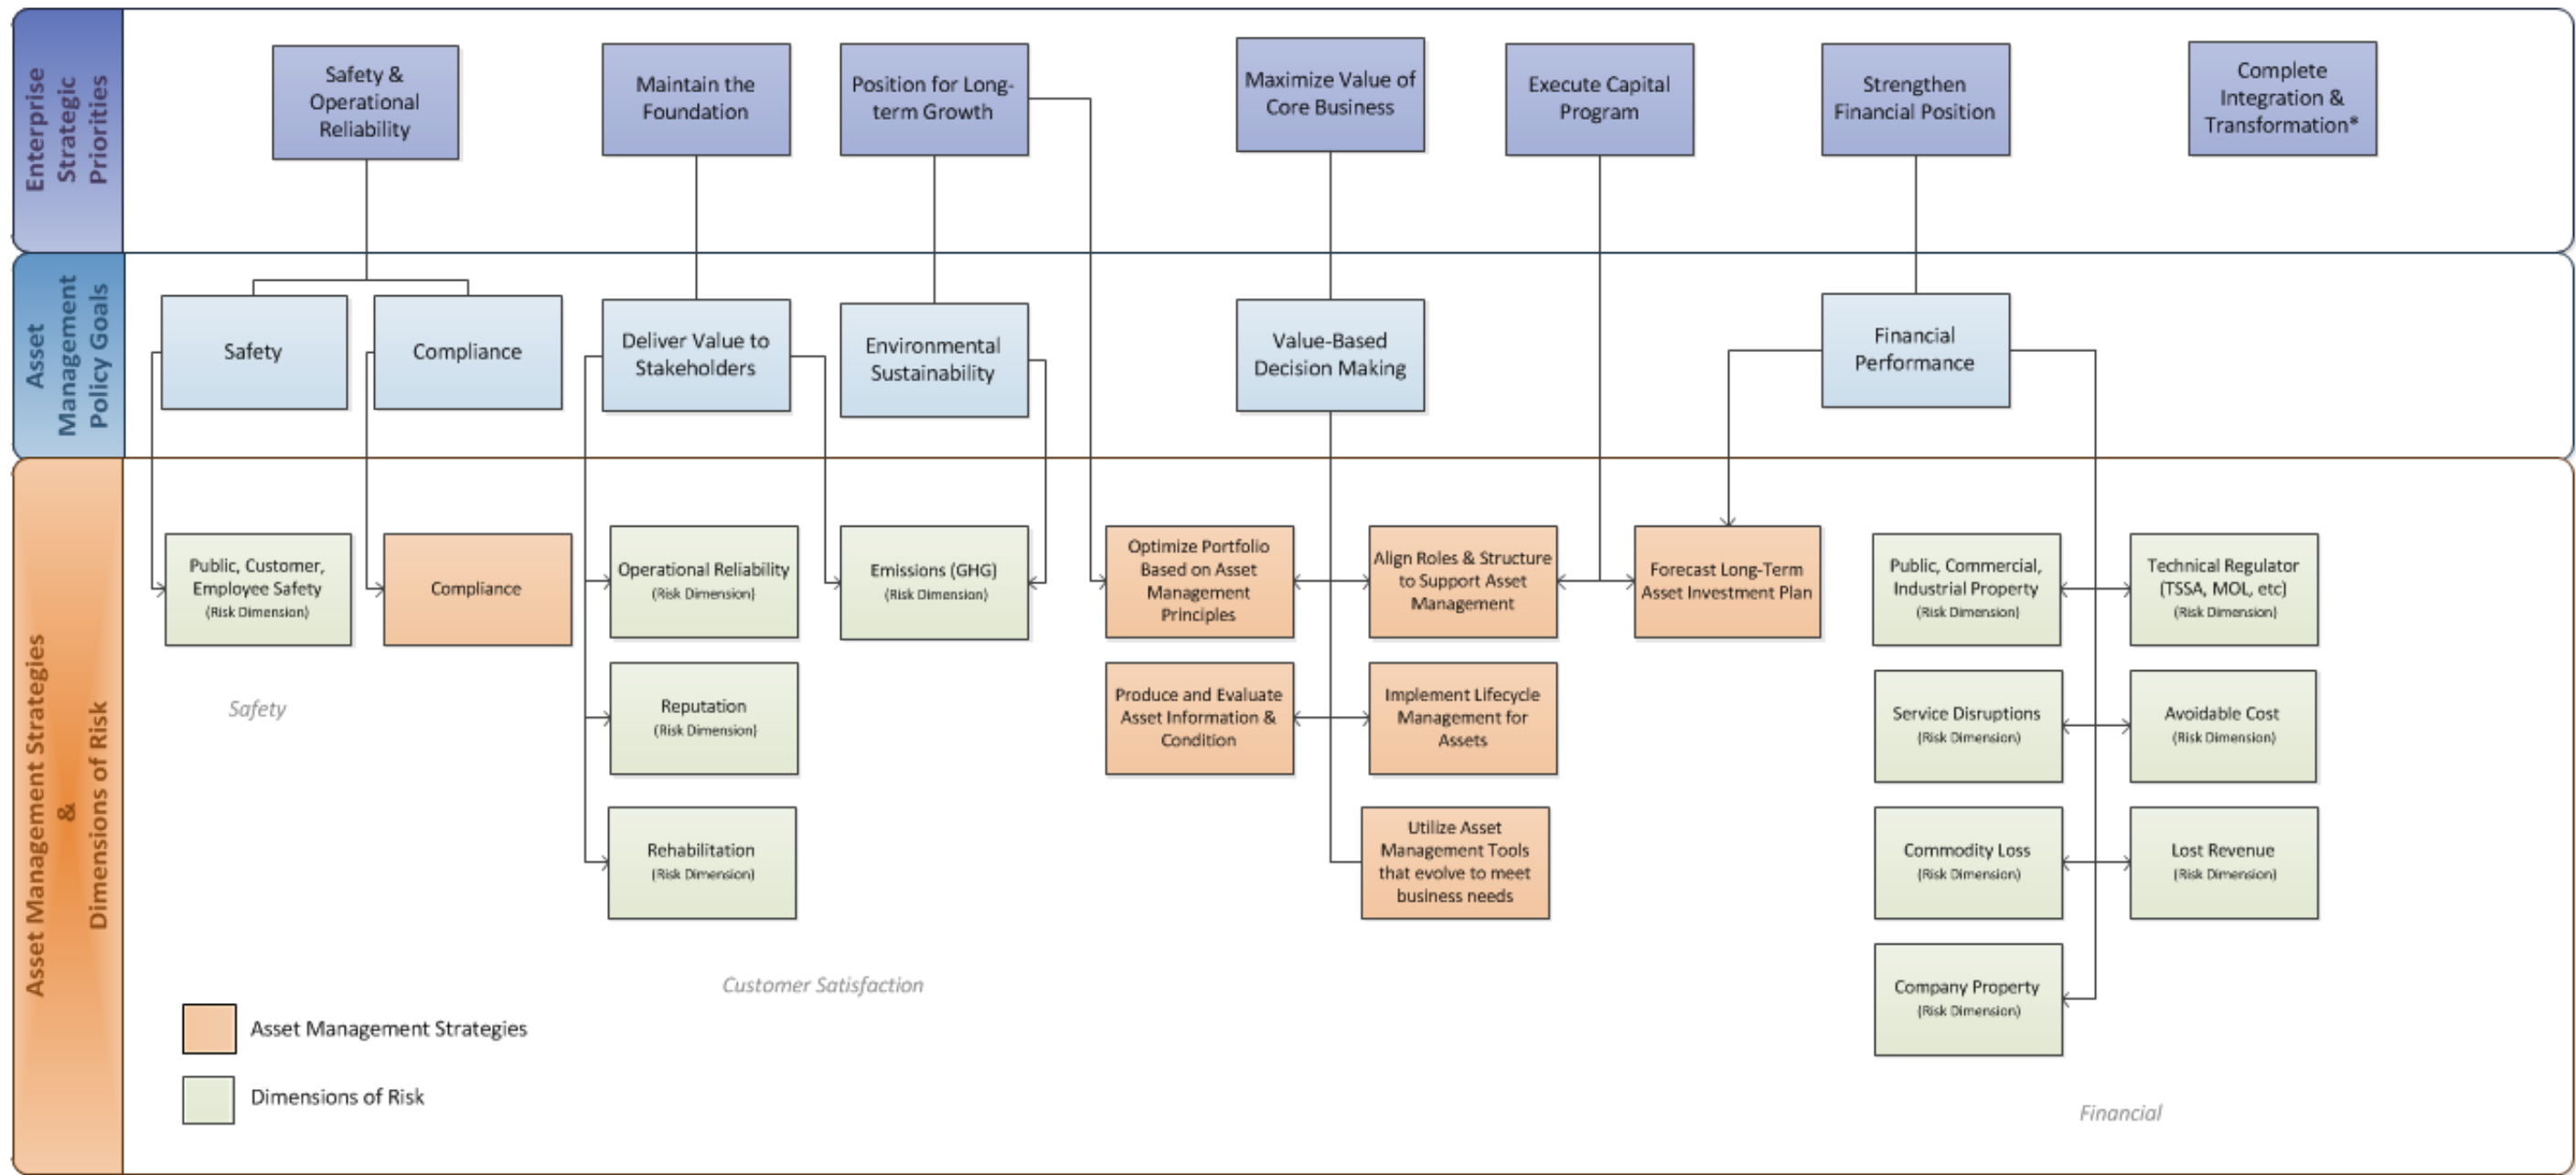 Enterprise
Strategic
Priorities
Safety &
Operational
Reliability
Maintain the
Foundation
Position for Long-
term Growth
Maximize Value of
Core Business
Execute Capital
Program
Strengthen
Financial Position
Complete
Integration &
Transformation*
Asset
Management
Policy Goals
Safety
Compliance
Deliver Value to
Stakeholders
Environmental
Sustainability
Value-Based
Decision Making
Financial
Performance
Asset Management Strategies
&
Dimensions of Risk
Public, Customer,
Employee Safety
(Risk Dimension)
Compliance
Operational Reliability
(Risk Dimension)
Emissions (GHG)
(Risk Dimension)
Optimize Portfolio
Based on Asset
Management
Principles
Align Roles & Structure
to Support Asset
Management
Forecast Long-Term
Asset Investment Plan
Public, Commercial,
Industrial Property
(Risk Dimension)
Technical Regulator
(TSSA, MOL, etc)
(Risk Dimension)
Safety
Reputation
(Risk Dimension)
Produce and Evaluate
Asset Information &
Condition
Implement Lifecycle
Management for
Assets
Service Disruptions
(Risk Dimension)
Avoidable Cost
(Risk Dimension)
Rehabilitation
(Risk Dimension)
Utilize Asset
Management Tools
that evolve to meet
business needs
Commodity Loss
(Risk Dimension)
Lost Revenue
(Risk Dimension)
Customer Satisfaction
Company Property
(Risk Dimension)
Asset Management Strategies
Dimensions of Risk
Financial